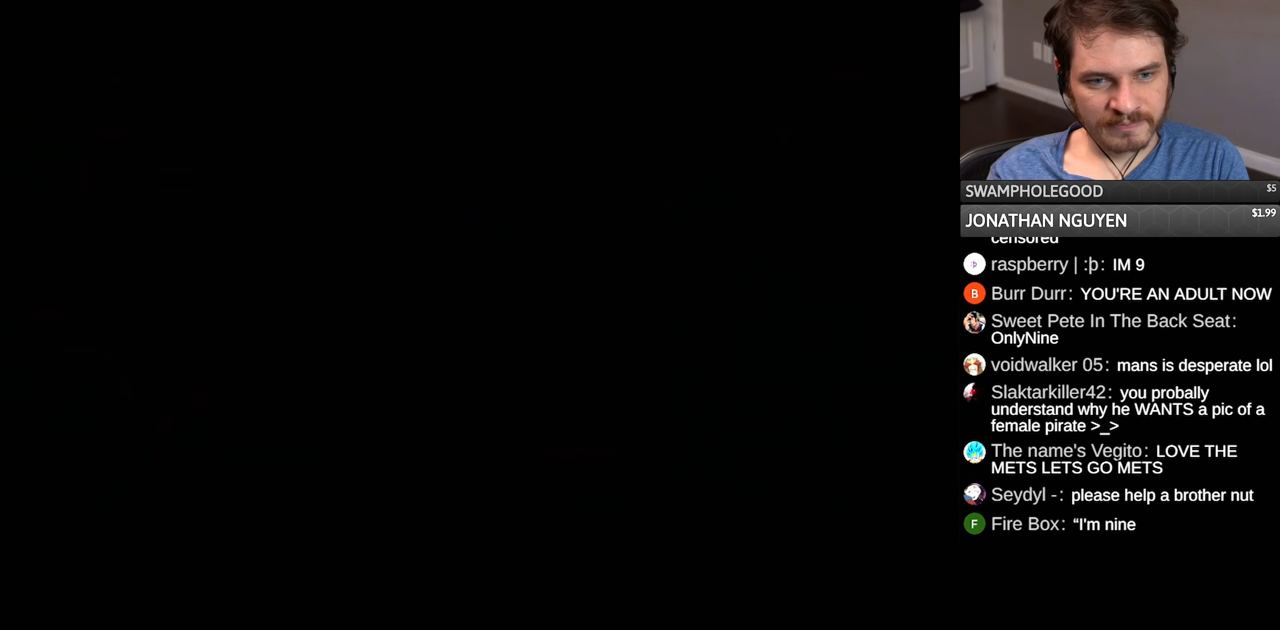 SWAMPHOLEGOOD $5
JONATHAN NGUYEN $1.99
censored
raspberry | :þ: IM 9
B Burr Durr: YOU'RE AN ADULT NOW
Sweet Pete In The Back Seat:
OnlyNine
voidwalker 05: mans is desperate lol
Slaktarkiller42: you probally
understand why he WANTS a pic of a
female pirate >_>
The name's Vegito: LOVE THE
METS LETS GO METS
Seydyl -: please help a brother nut
F Fire Box: “I'm nine